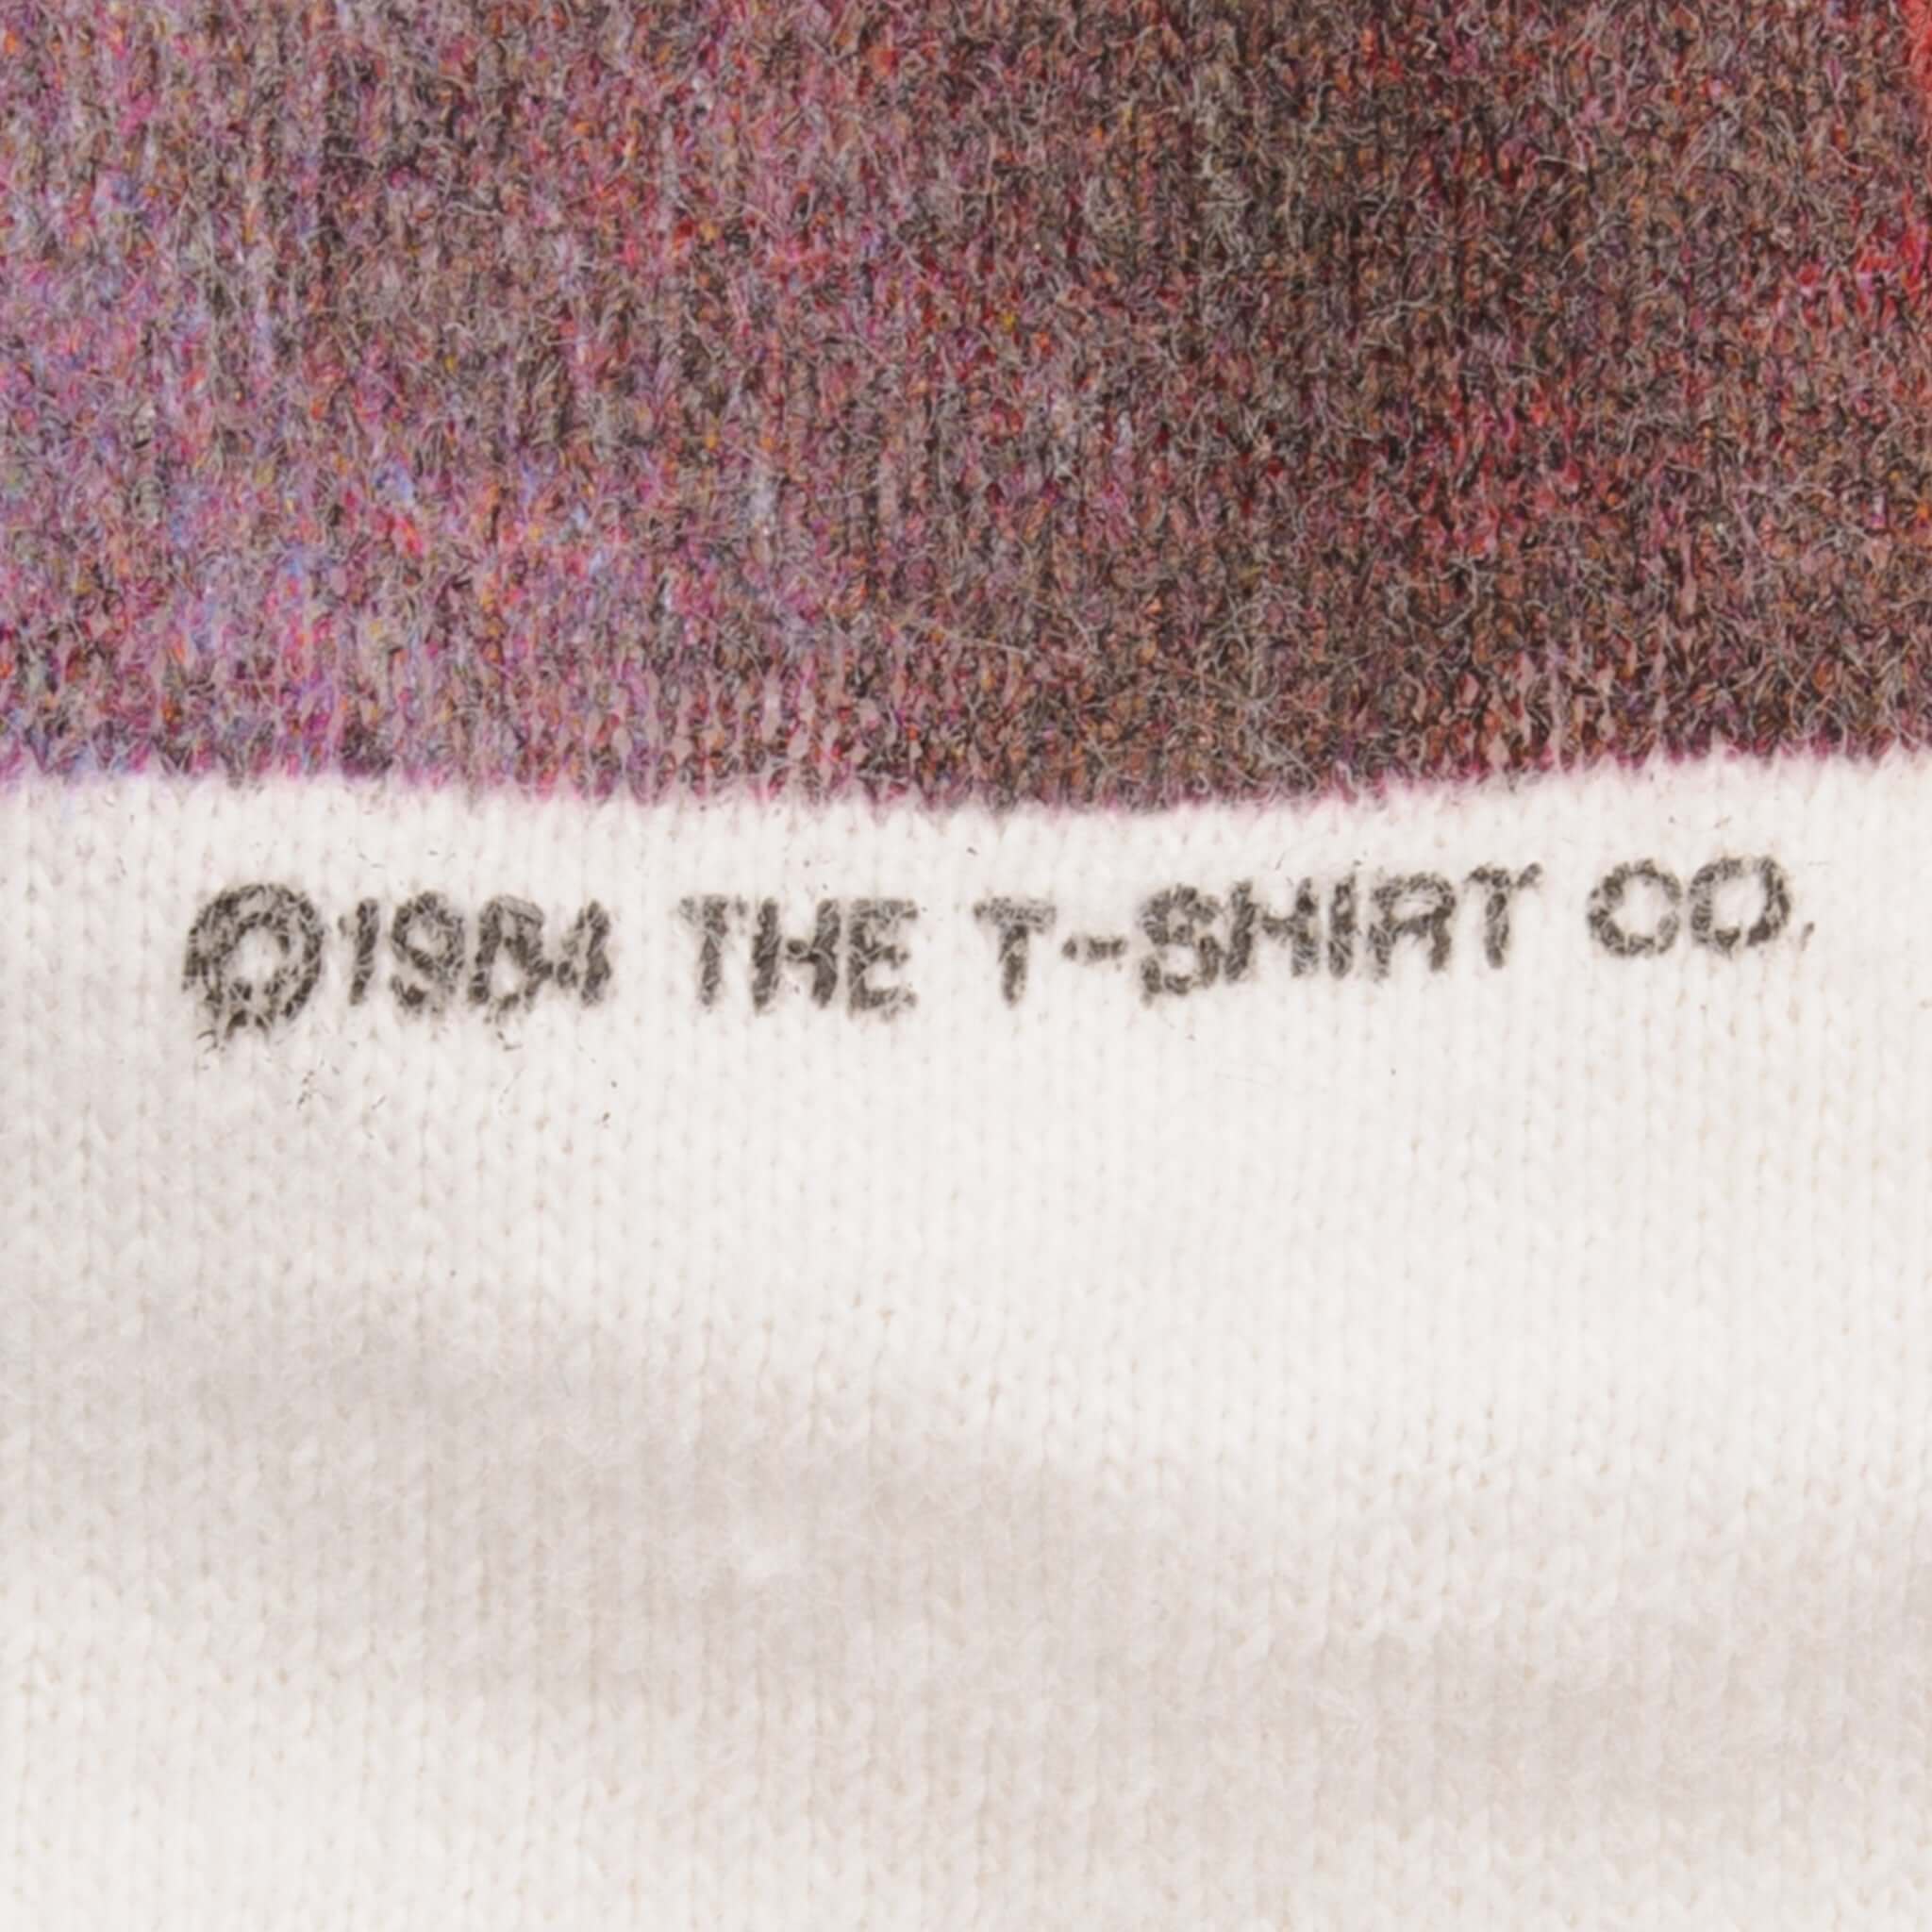 ©1984 THE T-SHIRT CO.